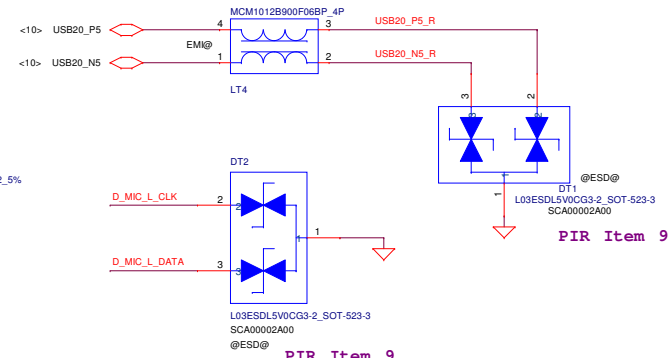 MCM1012B900F06BP_4P
<10> USB20_P5
4
3
USB20_P5_R
EMI@
<10> USB20_N5
1
2
USB20_N5_R
LT4
3
2
DT2
2_5%
@ESD@
1
DT1
L03ESDL5V0CG3-2_SOT-523-3
SCA00002A00
D_MIC_L_CLK
2
2
1
1
PIR Item 9
D_MIC_L_DATA
3
3
L03ESDL5V0CG3-2_SOT-523-3
SCA00002A00
@ESD@
PIR Item 9